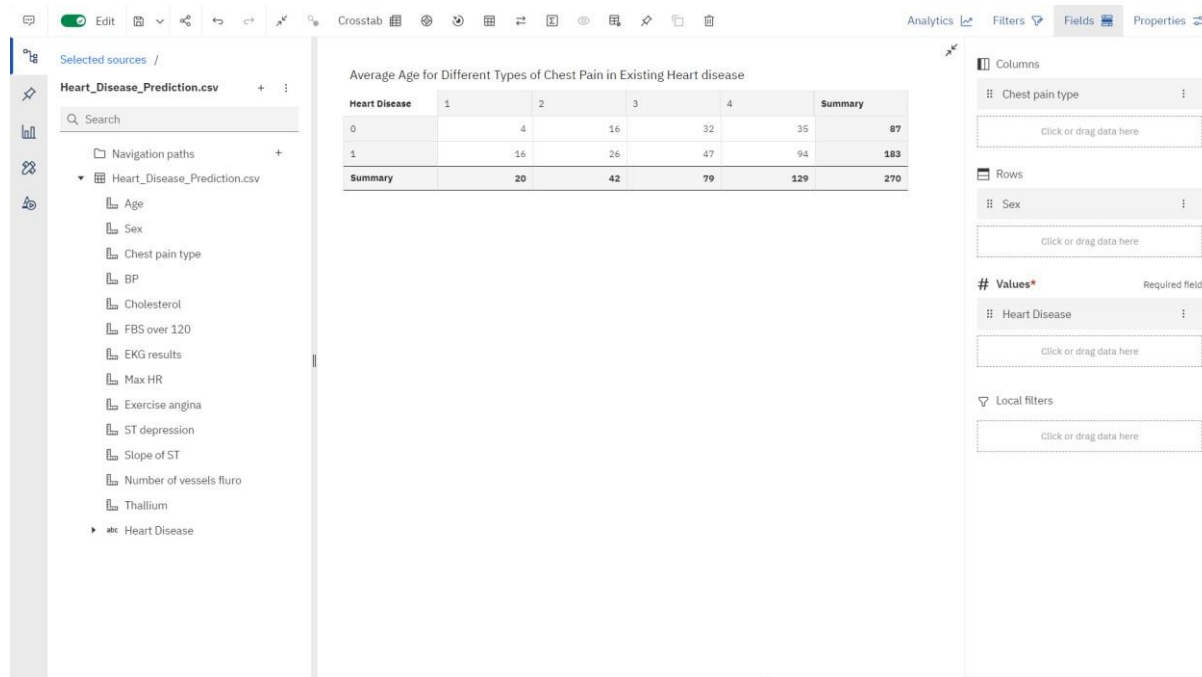 Edit Crosstab Analytics Filters Fields Properties
Selected sources /
Heart_Disease_Prediction.csv
Search
Navigation paths
Heart_Disease_Prediction.csv
Age
Sex
Chest pain type
BP
Cholesterol
FBS over 120
EKG results
Max HR
Exercise angina
ST depression
Slope of ST
Number of vessels fluro
Thallium
abc Heart Disease
Average Age for Different Types of Chest Pain in Existing Heart disease
Heart Disease 1 2 3 4 Summary
0 4 16 32 35 87
1 16 26 47 94 183
Summary 20 42 79 129 270
Columns
Chest pain type
Click or drag data here
Rows
Sex
Click or drag data here
# Values* Required field
Heart Disease
Click or drag data here
Local filters
Click or drag data here